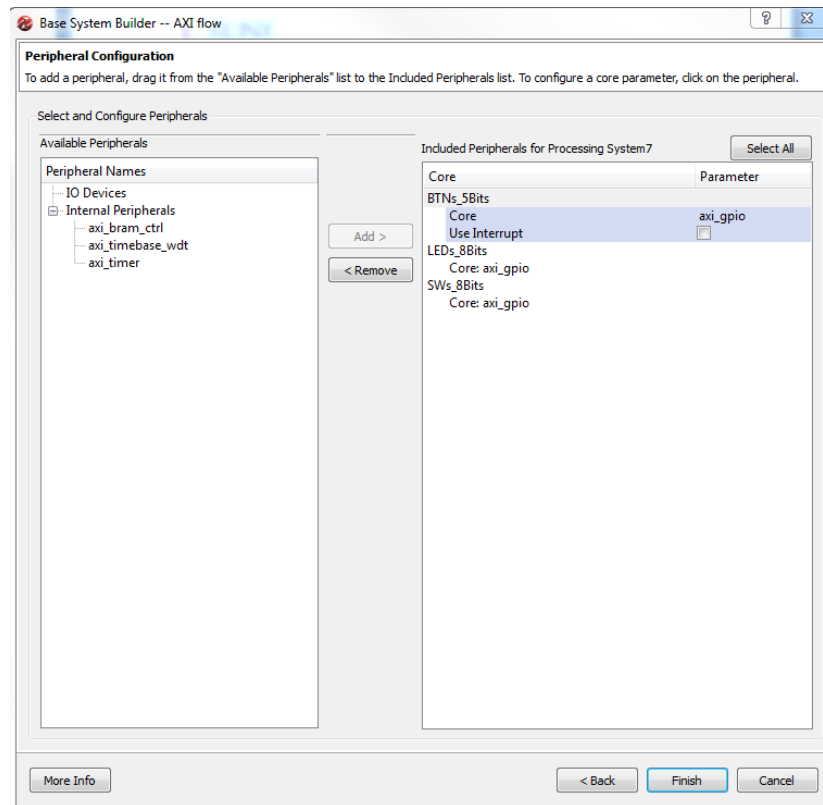 Base System Builder -- AXI flow
Peripheral Configuration
To add a peripheral, drag it from the "Available Peripherals" list to the Included Peripherals list. To configure a core parameter, click on the peripheral.
Select and Configure Peripherals
Available Peripherals
Peripheral Names
IO Devices
Internal Peripherals
axi_bram_ctrl
axi_timebase_wdt
axi_timer
Add >
< Remove
Included Peripherals for Processing System7
Select All
Core Parameter
BTNs_5Bits
Core axi_gpio
Use Interrupt
LEDs_8Bits
Core: axi_gpio
SWs_8Bits
Core: axi_gpio
More Info
< Back
Finish
Cancel